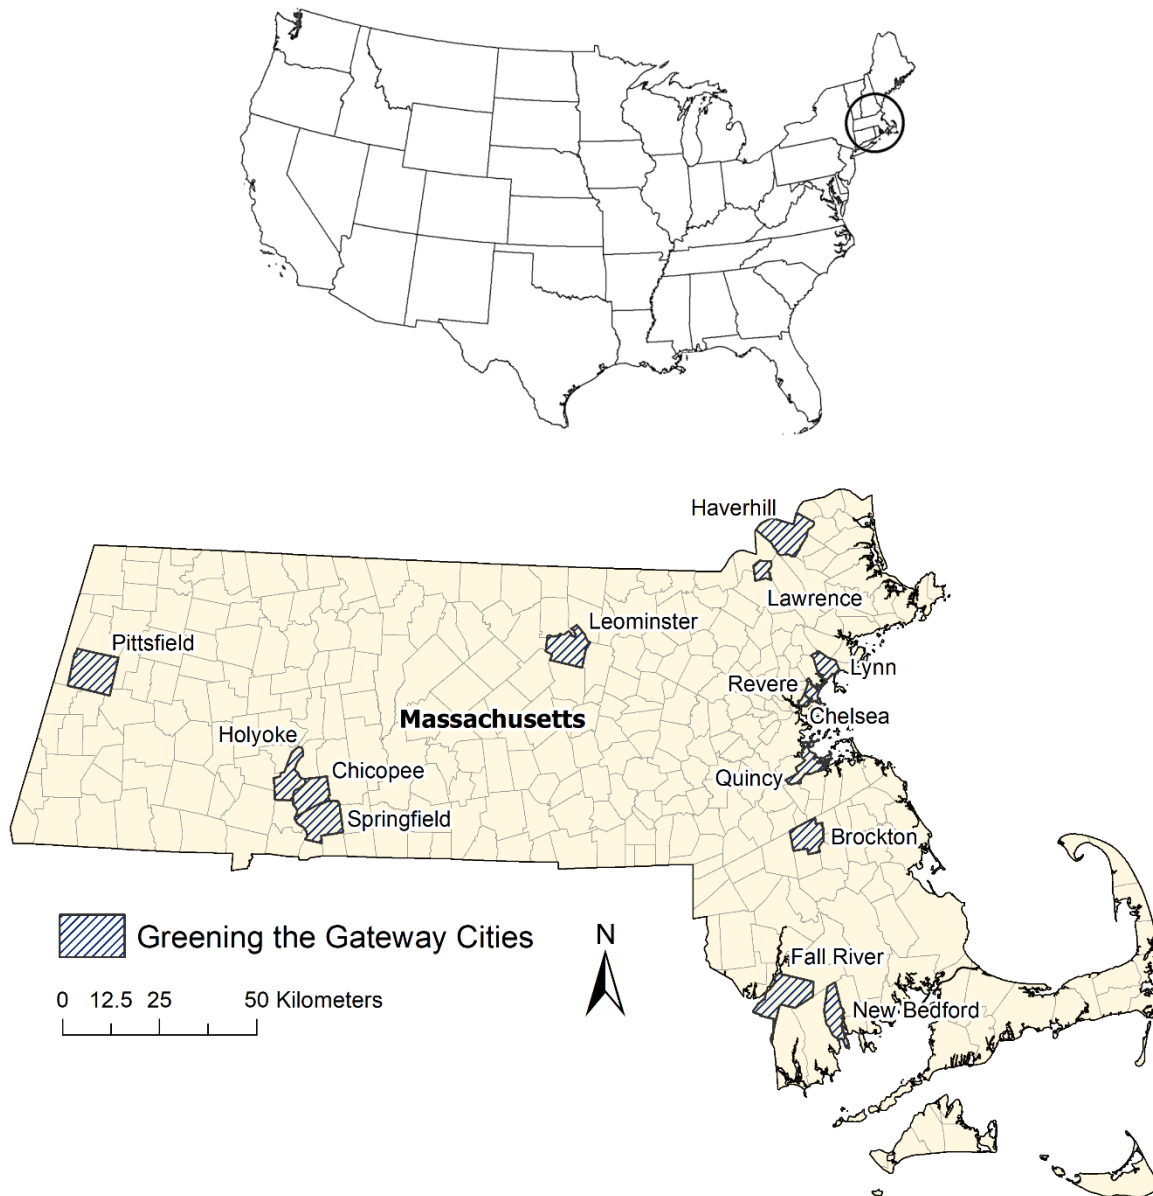 Haverhill
Lawrence
Leominster
Pittsfield
Lynn
Revere
Chelsea
Massachusetts
Holyoke
Chicopee
Quincy
Springfield
Brockton
Greening the Gateway Cities
N
Fall River
0 12.5 25 50 Kilometers
New Bedford